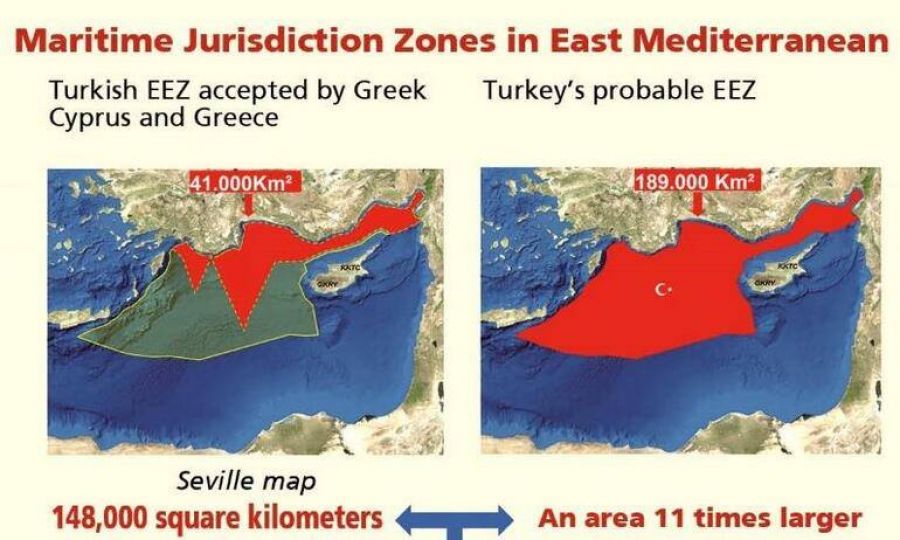 Maritime Jurisdiction Zones in East Mediterranean
Turkish EEZ accepted by Greek
Cyprus and Greece
Turkey's probable EEZ
41.000Km²
189.000 Km²
KKTC
GKRY
KKTC
GKRY
Seville map
148,000 square kilometers
An area 11 times larger